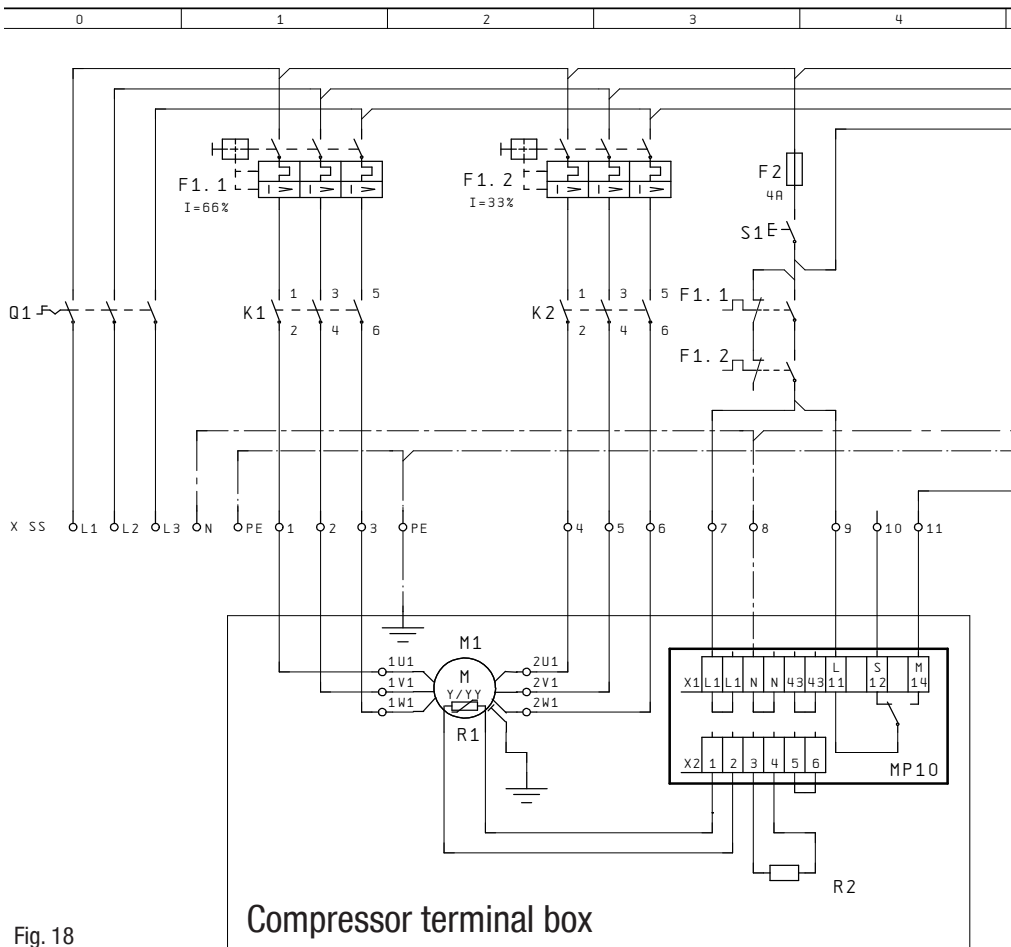 0 1 2 3 4
F1.1
I=66%
F1.2
I=33%
F2
4A
S1
Q1
K1
1 3 5
2 4 6
K2
1 3 5
2 4 6
F1.1
F1.2
X SS L1 L2 L3 N PE 1 2 3 PE 4 5 6 7 8 9 10 11
M1
1U1
1V1
1W1
M
Y/YY
2U1
2V1
2W1
R1
L S M
X1 L1 L1 N N 43 43 11 12 14
X2 1 2 3 4 5 6
MP10
R2
Compressor terminal box
Fig. 18